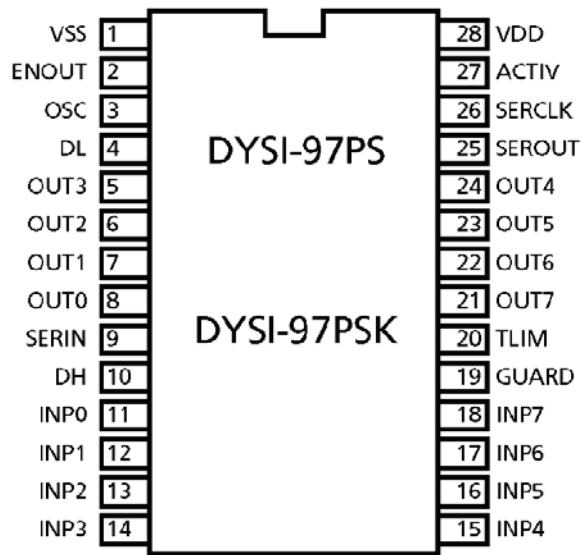 VSS 1 28 VDD
ENOUT 2 27 ACTIV
OSC 3 26 SERCLK
DL 4 DYSI-97PS 25 SEROUT
OUT3 5 24 OUT4
OUT2 6 23 OUT5
OUT1 7 22 OUT6
OUT0 8 21 OUT7
SERIN 9 DYSI-97PSK 20 TLIM
DH 10 19 GUARD
INP0 11 18 INP7
INP1 12 17 INP6
INP2 13 16 INP5
INP3 14 15 INP4